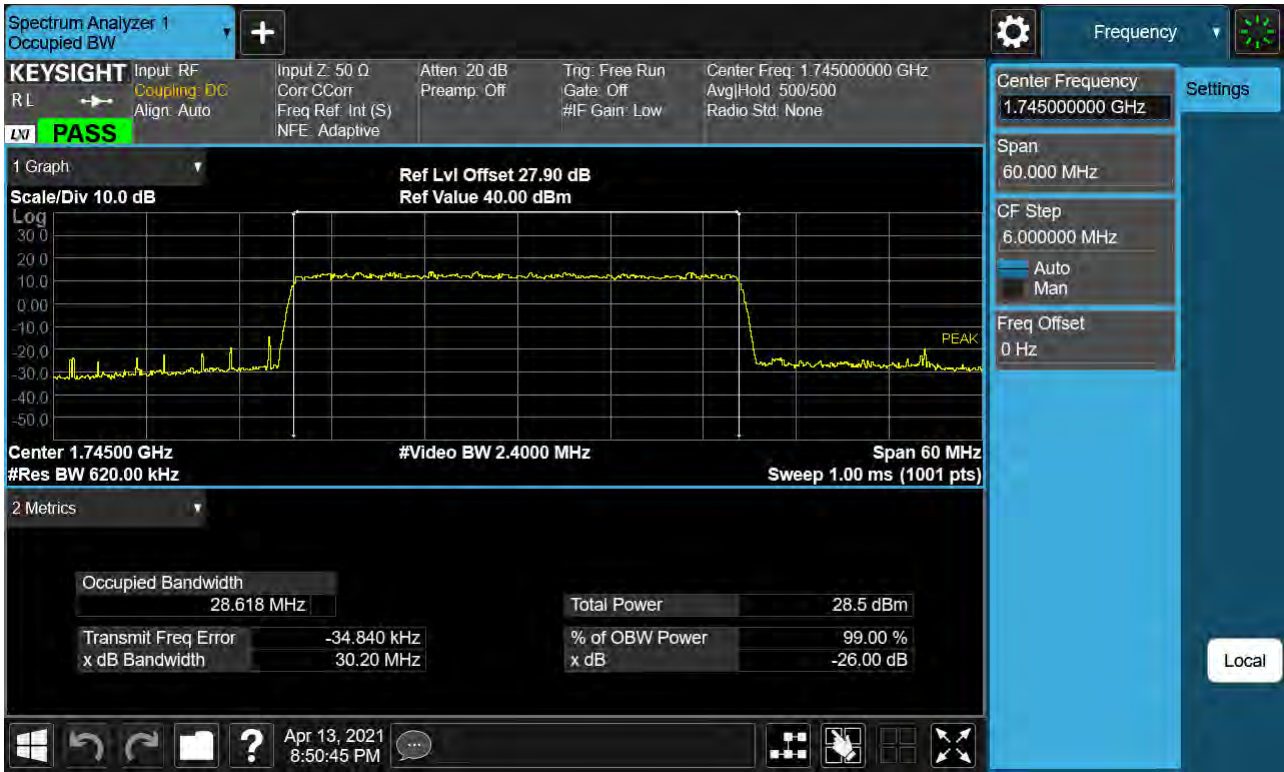 Spectrum Analyzer 1
Occupied BW
Frequency
KEYSIGHT
R L
LXI
PASS
Input: RF
Coupling: DC
Align: Auto
Input Z: 50 Ω
Corr CCorr
Freq Ref: Int (S)
NFE: Adaptive
Atten: 20 dB
Preamp: Off
Trig: Free Run
Gate: Off
#IF Gain: Low
Center Freq: 1.745000000 GHz
Avg|Hold: 500/500
Radio Std: None
Center Frequency
1.745000000 GHz
Settings
Span
60.000 MHz
CF Step
6.000000 MHz
Auto
Man
Freq Offset
0 Hz
Local
1 Graph
Scale/Div 10.0 dB
Ref Lvl Offset 27.90 dB
Ref Value 40.00 dBm
Log
30.0
20.0
10.0
0.00
-10.0
-20.0
-30.0
-40.0
-50.0
PEAK
Center 1.74500 GHz
#Video BW 2.4000 MHz
Span 60 MHz
#Res BW 620.00 kHz
Sweep 1.00 ms (1001 pts)
2 Metrics
Occupied Bandwidth
28.618 MHz
Total Power 28.5 dBm
Transmit Freq Error -34.840 kHz
% of OBW Power 99.00 %
x dB Bandwidth 30.20 MHz
x dB -26.00 dB
?
Apr 13, 2021
8:50:45 PM